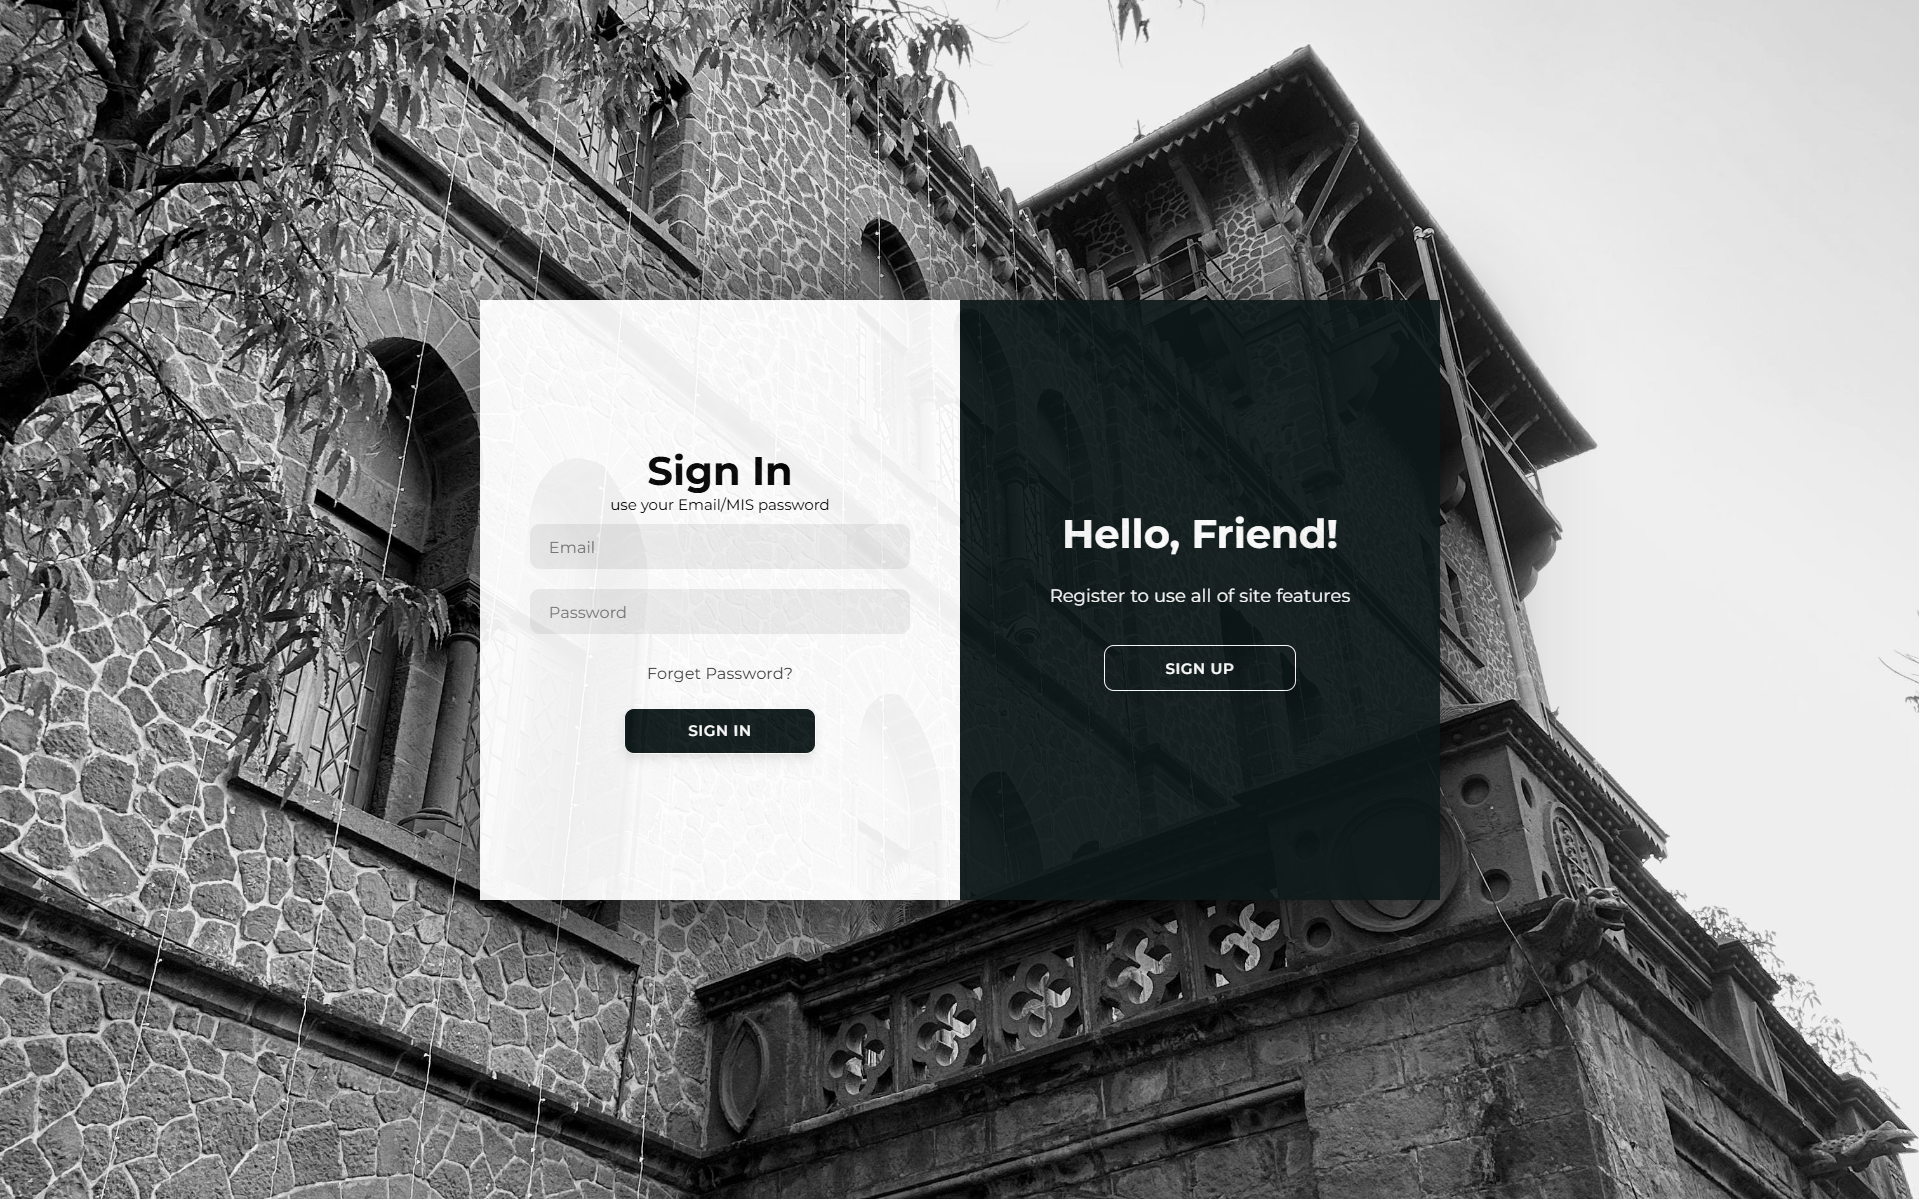 Sign In
use your Email/MIS password
Email
Password
Forget Password?
SIGN IN
Hello, Friend!
Register to use all of site features
SIGN UP